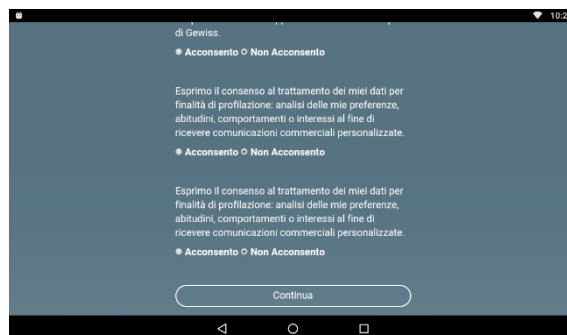 10:2
di Gewiss.
Acconsento Non Acconsento
Esprimo il consenso al trattamento dei miei dati per
finalità di profilazione: analisi delle mie preferenze,
abitudini, comportamenti o interessi al fine di
ricevere comunicazioni commerciali personalizzate.
Acconsento Non Acconsento
Esprimo il consenso al trattamento dei miei dati per
finalità di profilazione: analisi delle mie preferenze,
abitudini, comportamenti o interessi al fine di
ricevere comunicazioni commerciali personalizzate.
Acconsento Non Acconsento
Continua